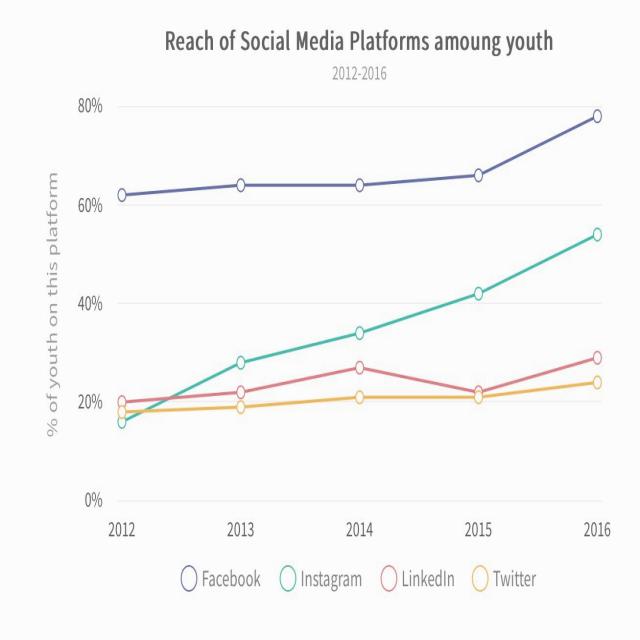 Reach of Social Media Platforms amoung youth
2012-2016
% of youth on this platform
80%
60%
40%
20%
0%
2012 2013 2014 2015 2016
Facebook Instagram LinkedIn Twitter